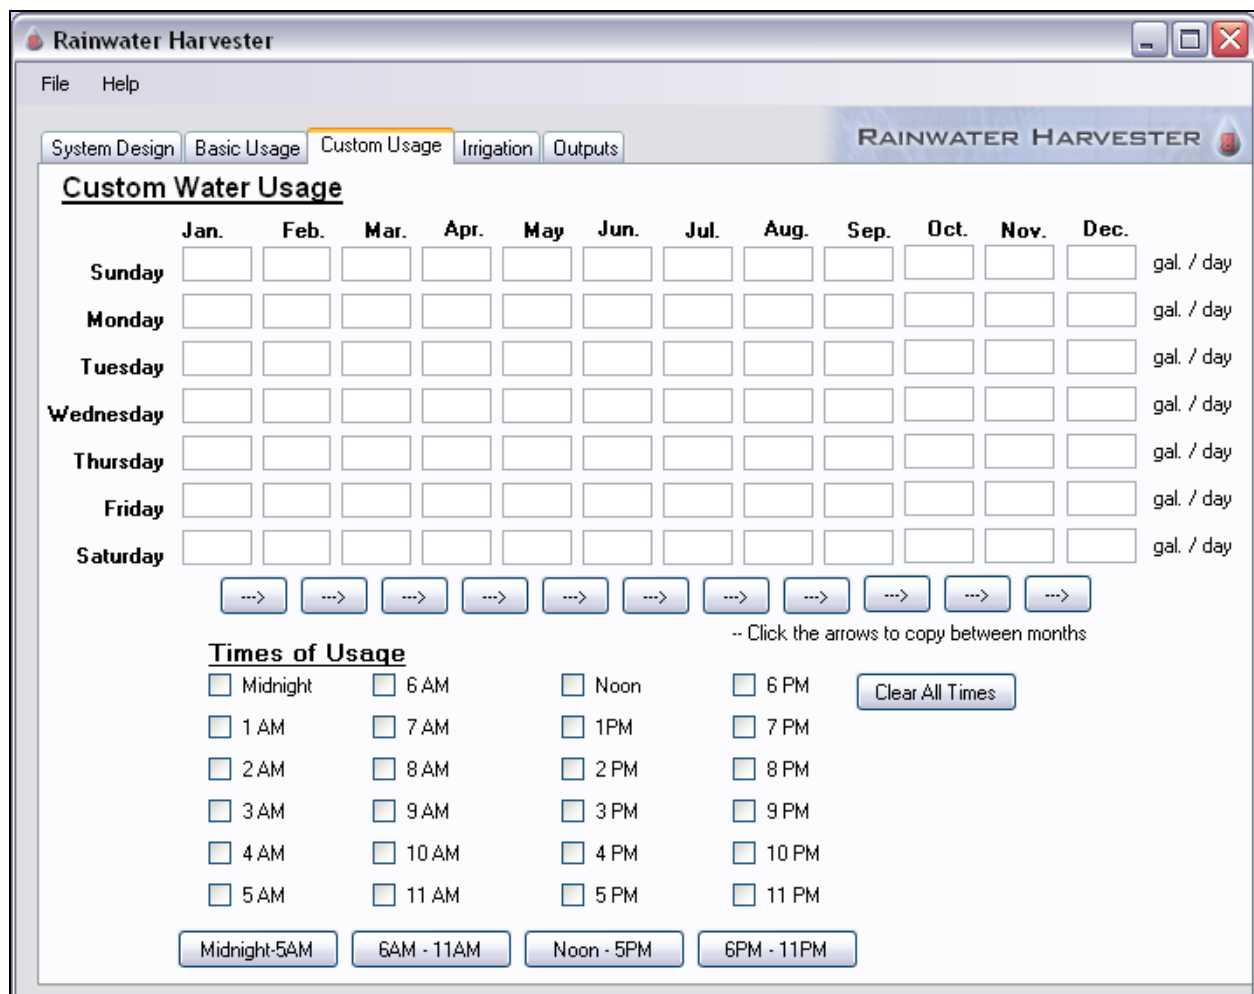 Rainwater Harvester
File Help
RAINWATER HARVESTER
System Design Basic Usage Custom Usage Irrigation Outputs
Custom Water Usage
Jan. Feb. Mar. Apr. May Jun. Jul. Aug. Sep. Oct. Nov. Dec.
Sunday gal. / day
Monday gal. / day
Tuesday gal. / day
Wednesday gal. / day
Thursday gal. / day
Friday gal. / day
Saturday gal. / day
---> ---> ---> ---> ---> ---> ---> ---> ---> ---> --->
-- Click the arrows to copy between months
Times of Usage
Midnight 6 AM Noon 6 PM Clear All Times
1 AM 7 AM 1PM 7 PM
2 AM 8 AM 2 PM 8 PM
3 AM 9 AM 3 PM 9 PM
4 AM 10 AM 4 PM 10 PM
5 AM 11 AM 5 PM 11 PM
Midnight-5AM 6AM - 11AM Noon - 5PM 6PM - 11PM